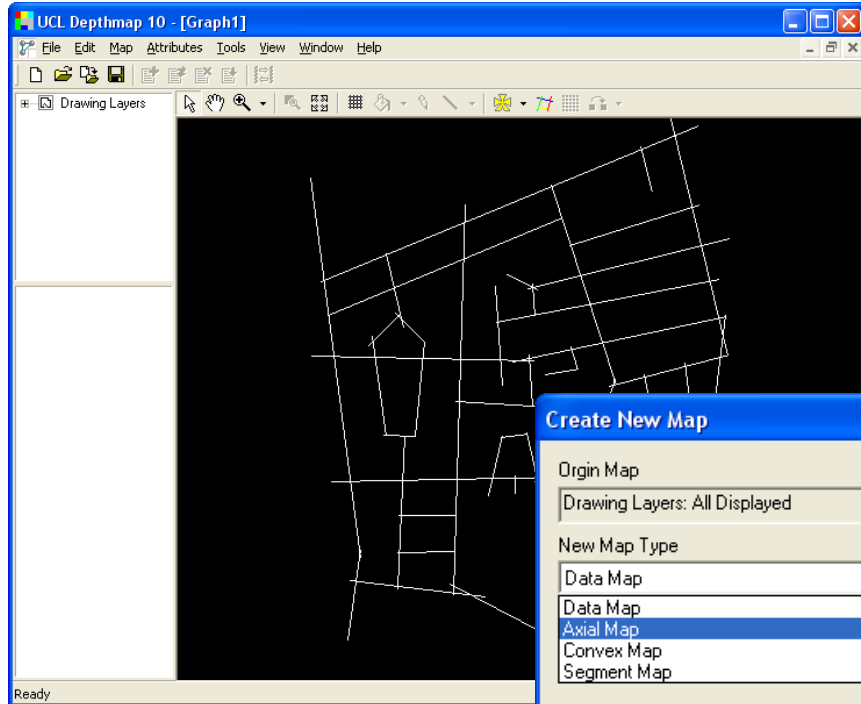 UCL Depthmap 10 - [Graph1]
File Edit Map Attributes Tools View Window Help
Drawing Layers
Create New Map
Orgin Map
Drawing Layers: All Displayed
New Map Type
Data Map
Data Map
Axial Map
Convex Map
Segment Map
Ready